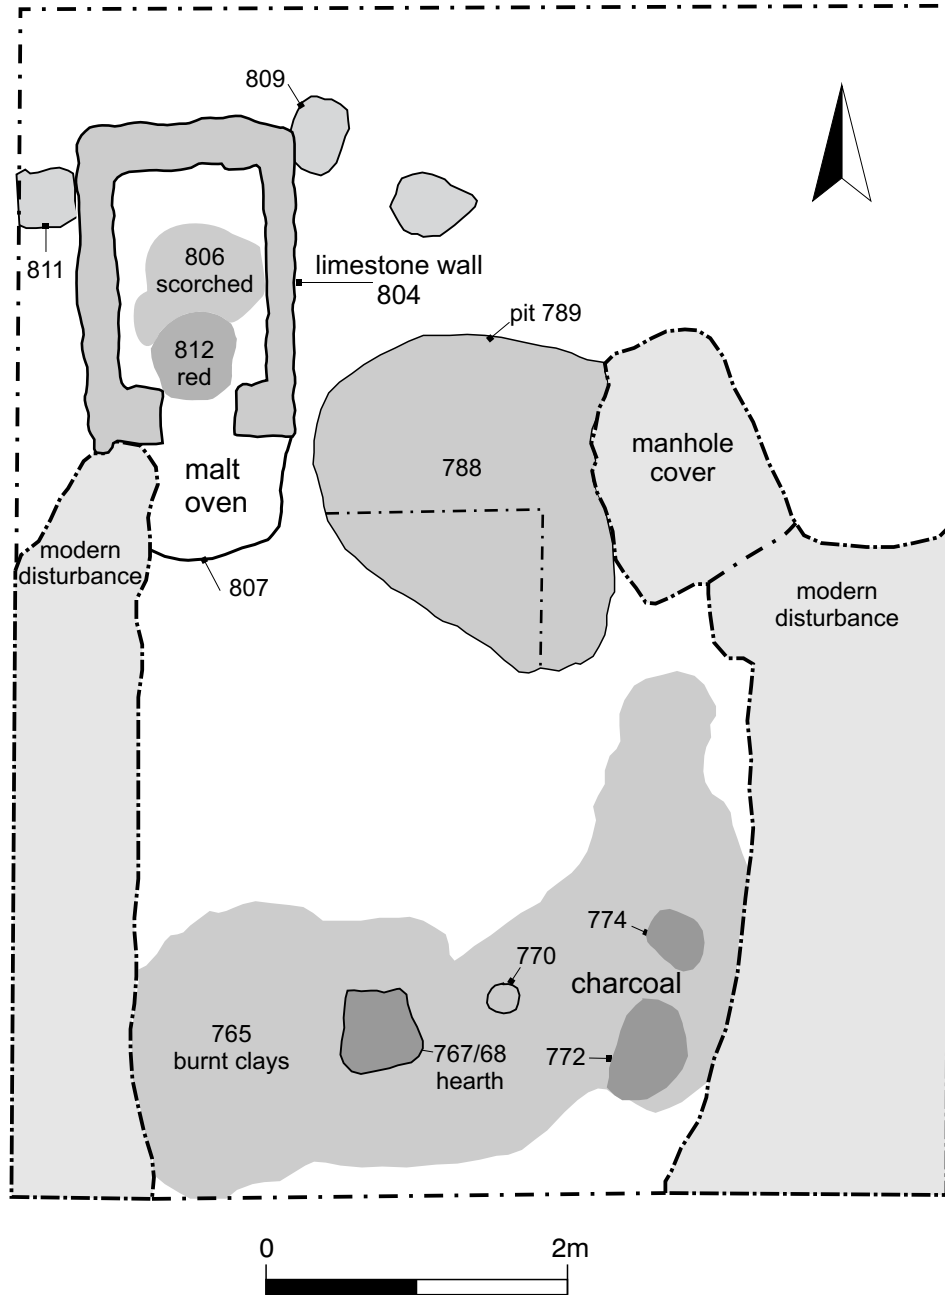 809
811
806
scorched
limestone wall
804
812
red
pit 789
malt
oven
788
manhole
cover
modern
disturbance
807
modern
disturbance
774
770
charcoal
765
burnt clays
767/68
hearth
772
0
2m